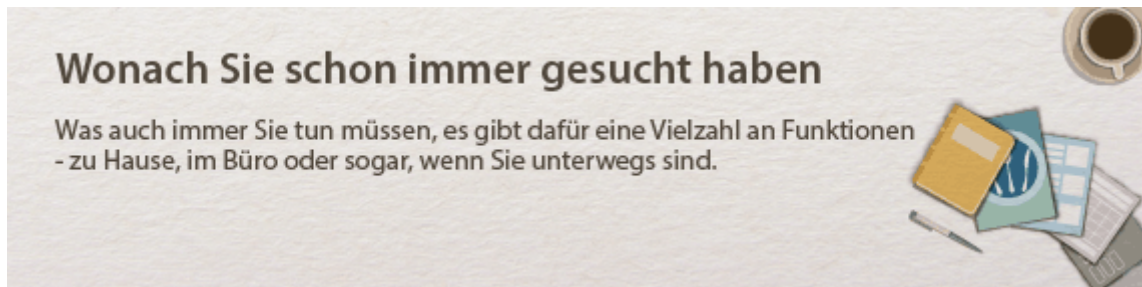 Wonach Sie schon immer gesucht haben
Was auch immer Sie tun müssen, es gibt dafür eine Vielzahl an Funktionen
- zu Hause, im Büro oder sogar, wenn Sie unterwegs sind.